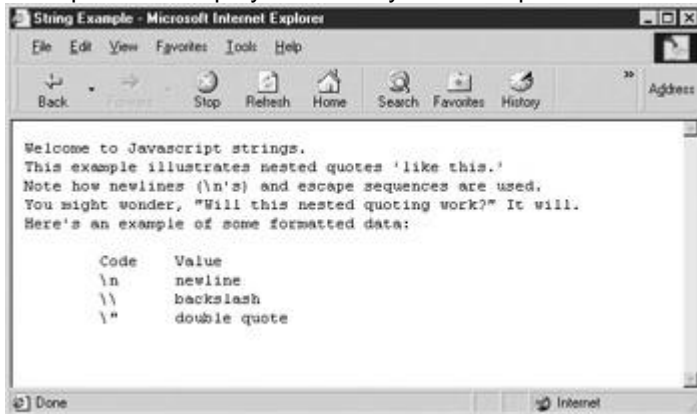 String Example - Microsoft Internet Explorer
File Edit View Favorites Tools Help
Back Stop Refresh Home Search Favorites History » Address
Welcome to Javascript strings.
This example illustrates nested quotes 'like this.'
Note how newlines (\n's) and escape sequences are used.
You might wonder, "Will this nested quoting work?" It will.
Here's an example of some formatted data:
Code Value
\n newline
\\ backslash
\" double quote
Done Internet